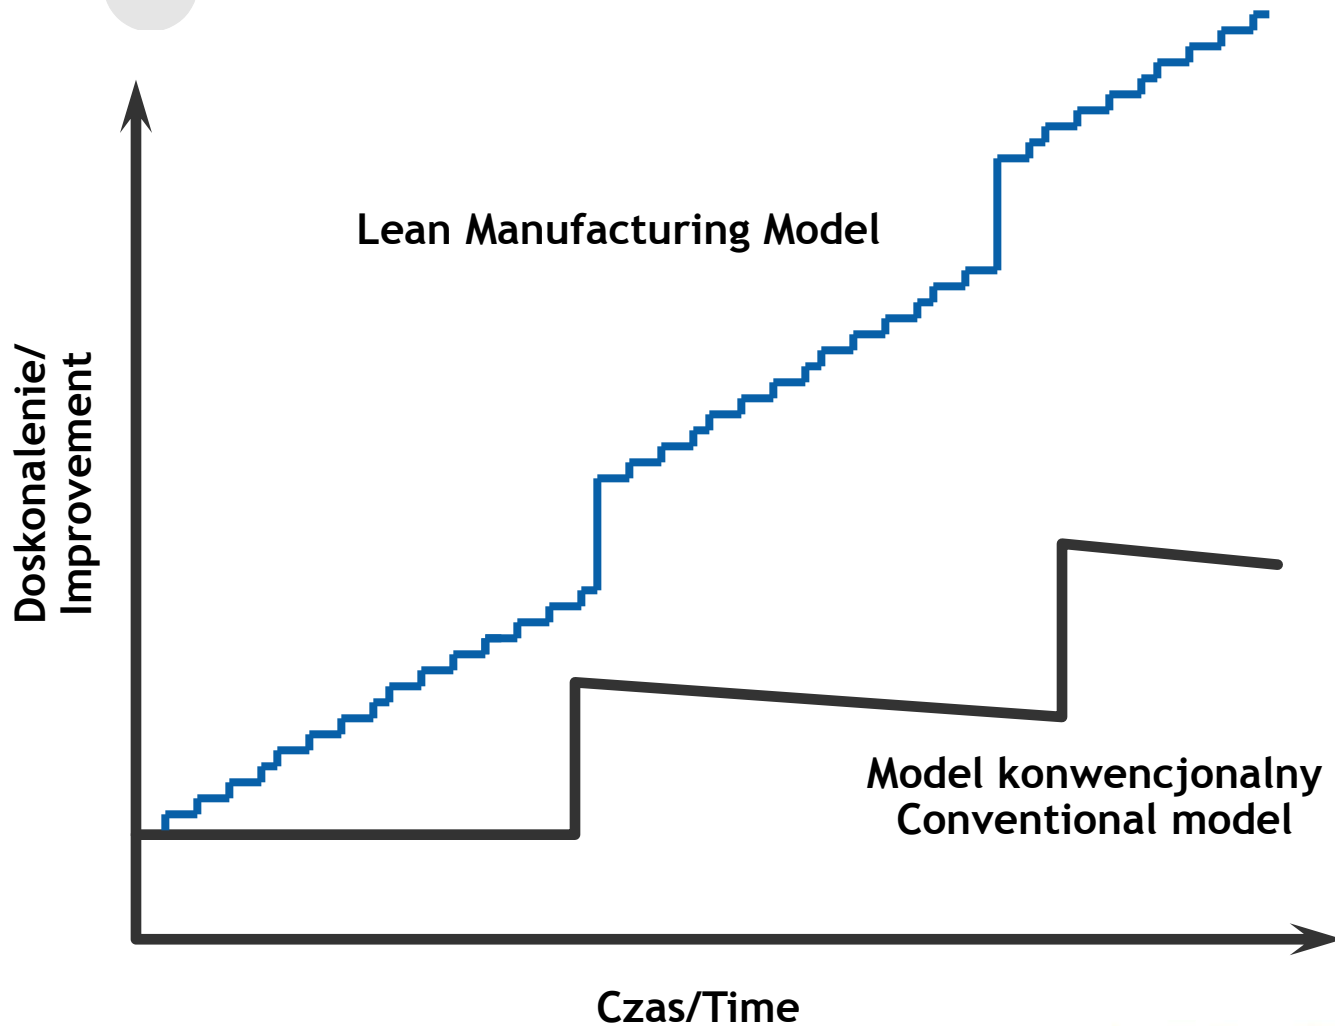 Lean Manufacturing Model
Doskonalenie/
Improvement
Model konwencjonalny
Conventional model
Czas/Time